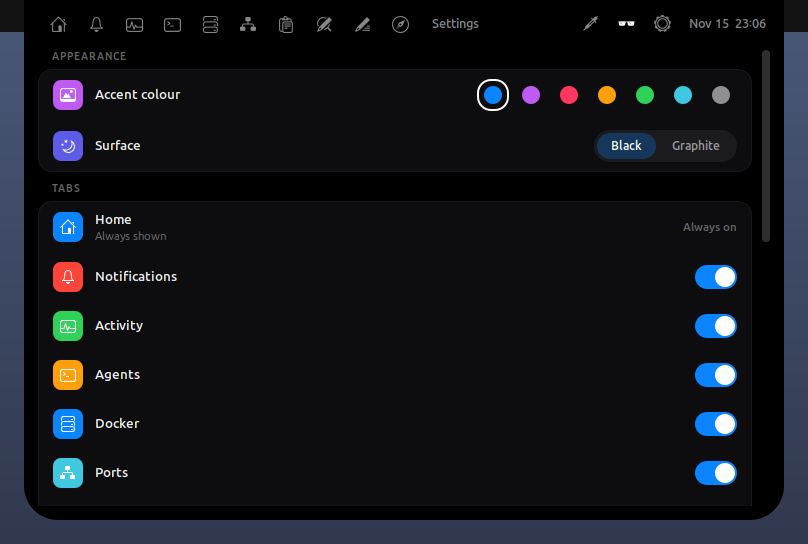 Settings
Nov 15 23:06
APPEARANCE
Accent colour
Surface
Black
Graphite
TABS
Home
Always shown
Always on
Notifications
Activity
Agents
Docker
Ports